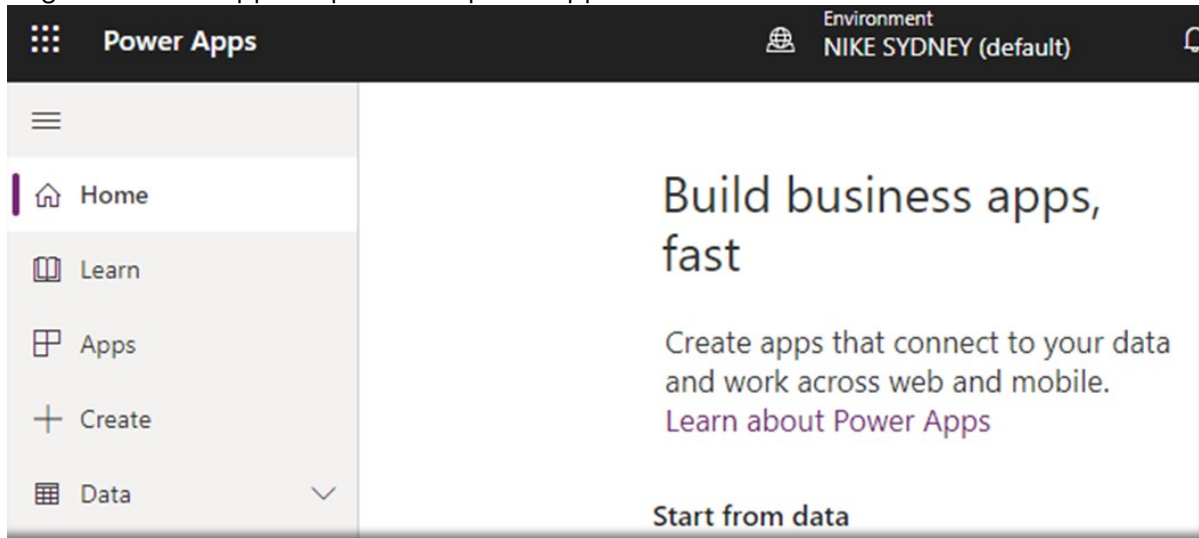 Power Apps
Environment
NIKE SYDNEY (default)
Home
Learn
Apps
Create
Data
Build business apps,
fast
Create apps that connect to your data
and work across web and mobile.
Learn about Power Apps
Start from data